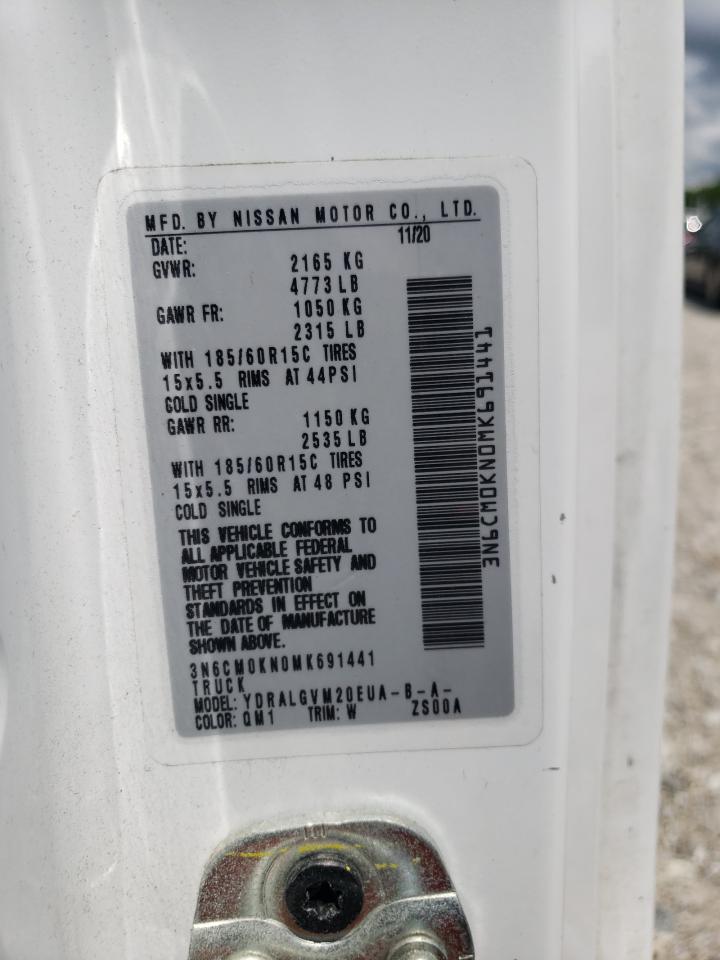 MFD. BY NISSAN MOTOR CO., LTD.
DATE: 11/20
GVWR: 2165 KG
4773 LB
GAWR FR: 1050 KG
2315 LB
WITH 185/60R15C TIRES
15x5.5 RIMS AT 44PSI
COLD SINGLE
GAWR RR: 1150 KG
2535 LB
WITH 185/60R15C TIRES
15x5.5 RIMS AT 48 PSI
COLD SINGLE
THIS VEHICLE CONFORMS TO
ALL APPLICABLE FEDERAL
MOTOR VEHICLE SAFETY AND
THEFT PREVENTION
STANDARDS IN EFFECT ON
THE DATE OF MANUFACTURE
SHOWN ABOVE.
3N6CM0KN0MK691441
TRUCK
MODEL: YDRALGVM20EUA-B-A-
COLOR: QM1 TRIM: W ZS00A
3N6CM0KN0MK691441